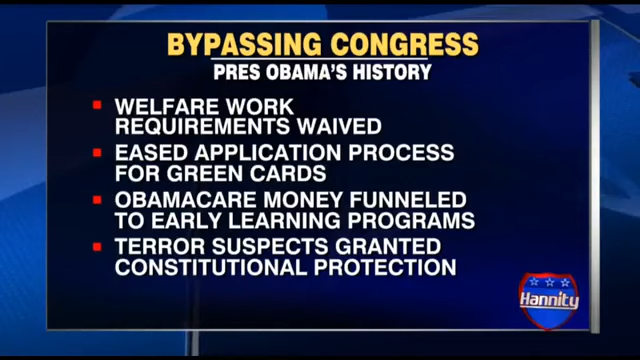 BYPASSING CONGRESS
PRES OBAMA'S HISTORY
WELFARE WORK
REQUIREMENTS WAIVED
EASED APPLICATION PROCESS
FOR GREEN CARDS
OBAMACARE MONEY FUNNELED
TO EARLY LEARNING PROGRAMS
TERROR SUSPECTS GRANTED
CONSTITUTIONAL PROTECTION
Hannity